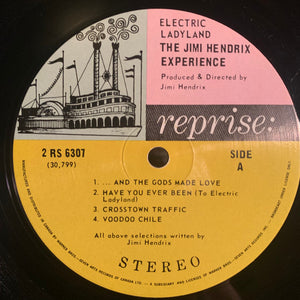 ELECTRIC
LADYLAND
THE JIMI HENDRIX
EXPERIENCE
Produced & Directed by
Jimi Hendrix
reprise:
2 RS 6307
(30,799)
SIDE
A
1. ... AND THE GODS MADE LOVE
2. HAVE YOU EVER BEEN (To Electric
Ladyland)
3. CROSSTOWN TRAFFIC
4. VOODOO CHILE
All above selections written by
Jimi Hendrix
STEREO